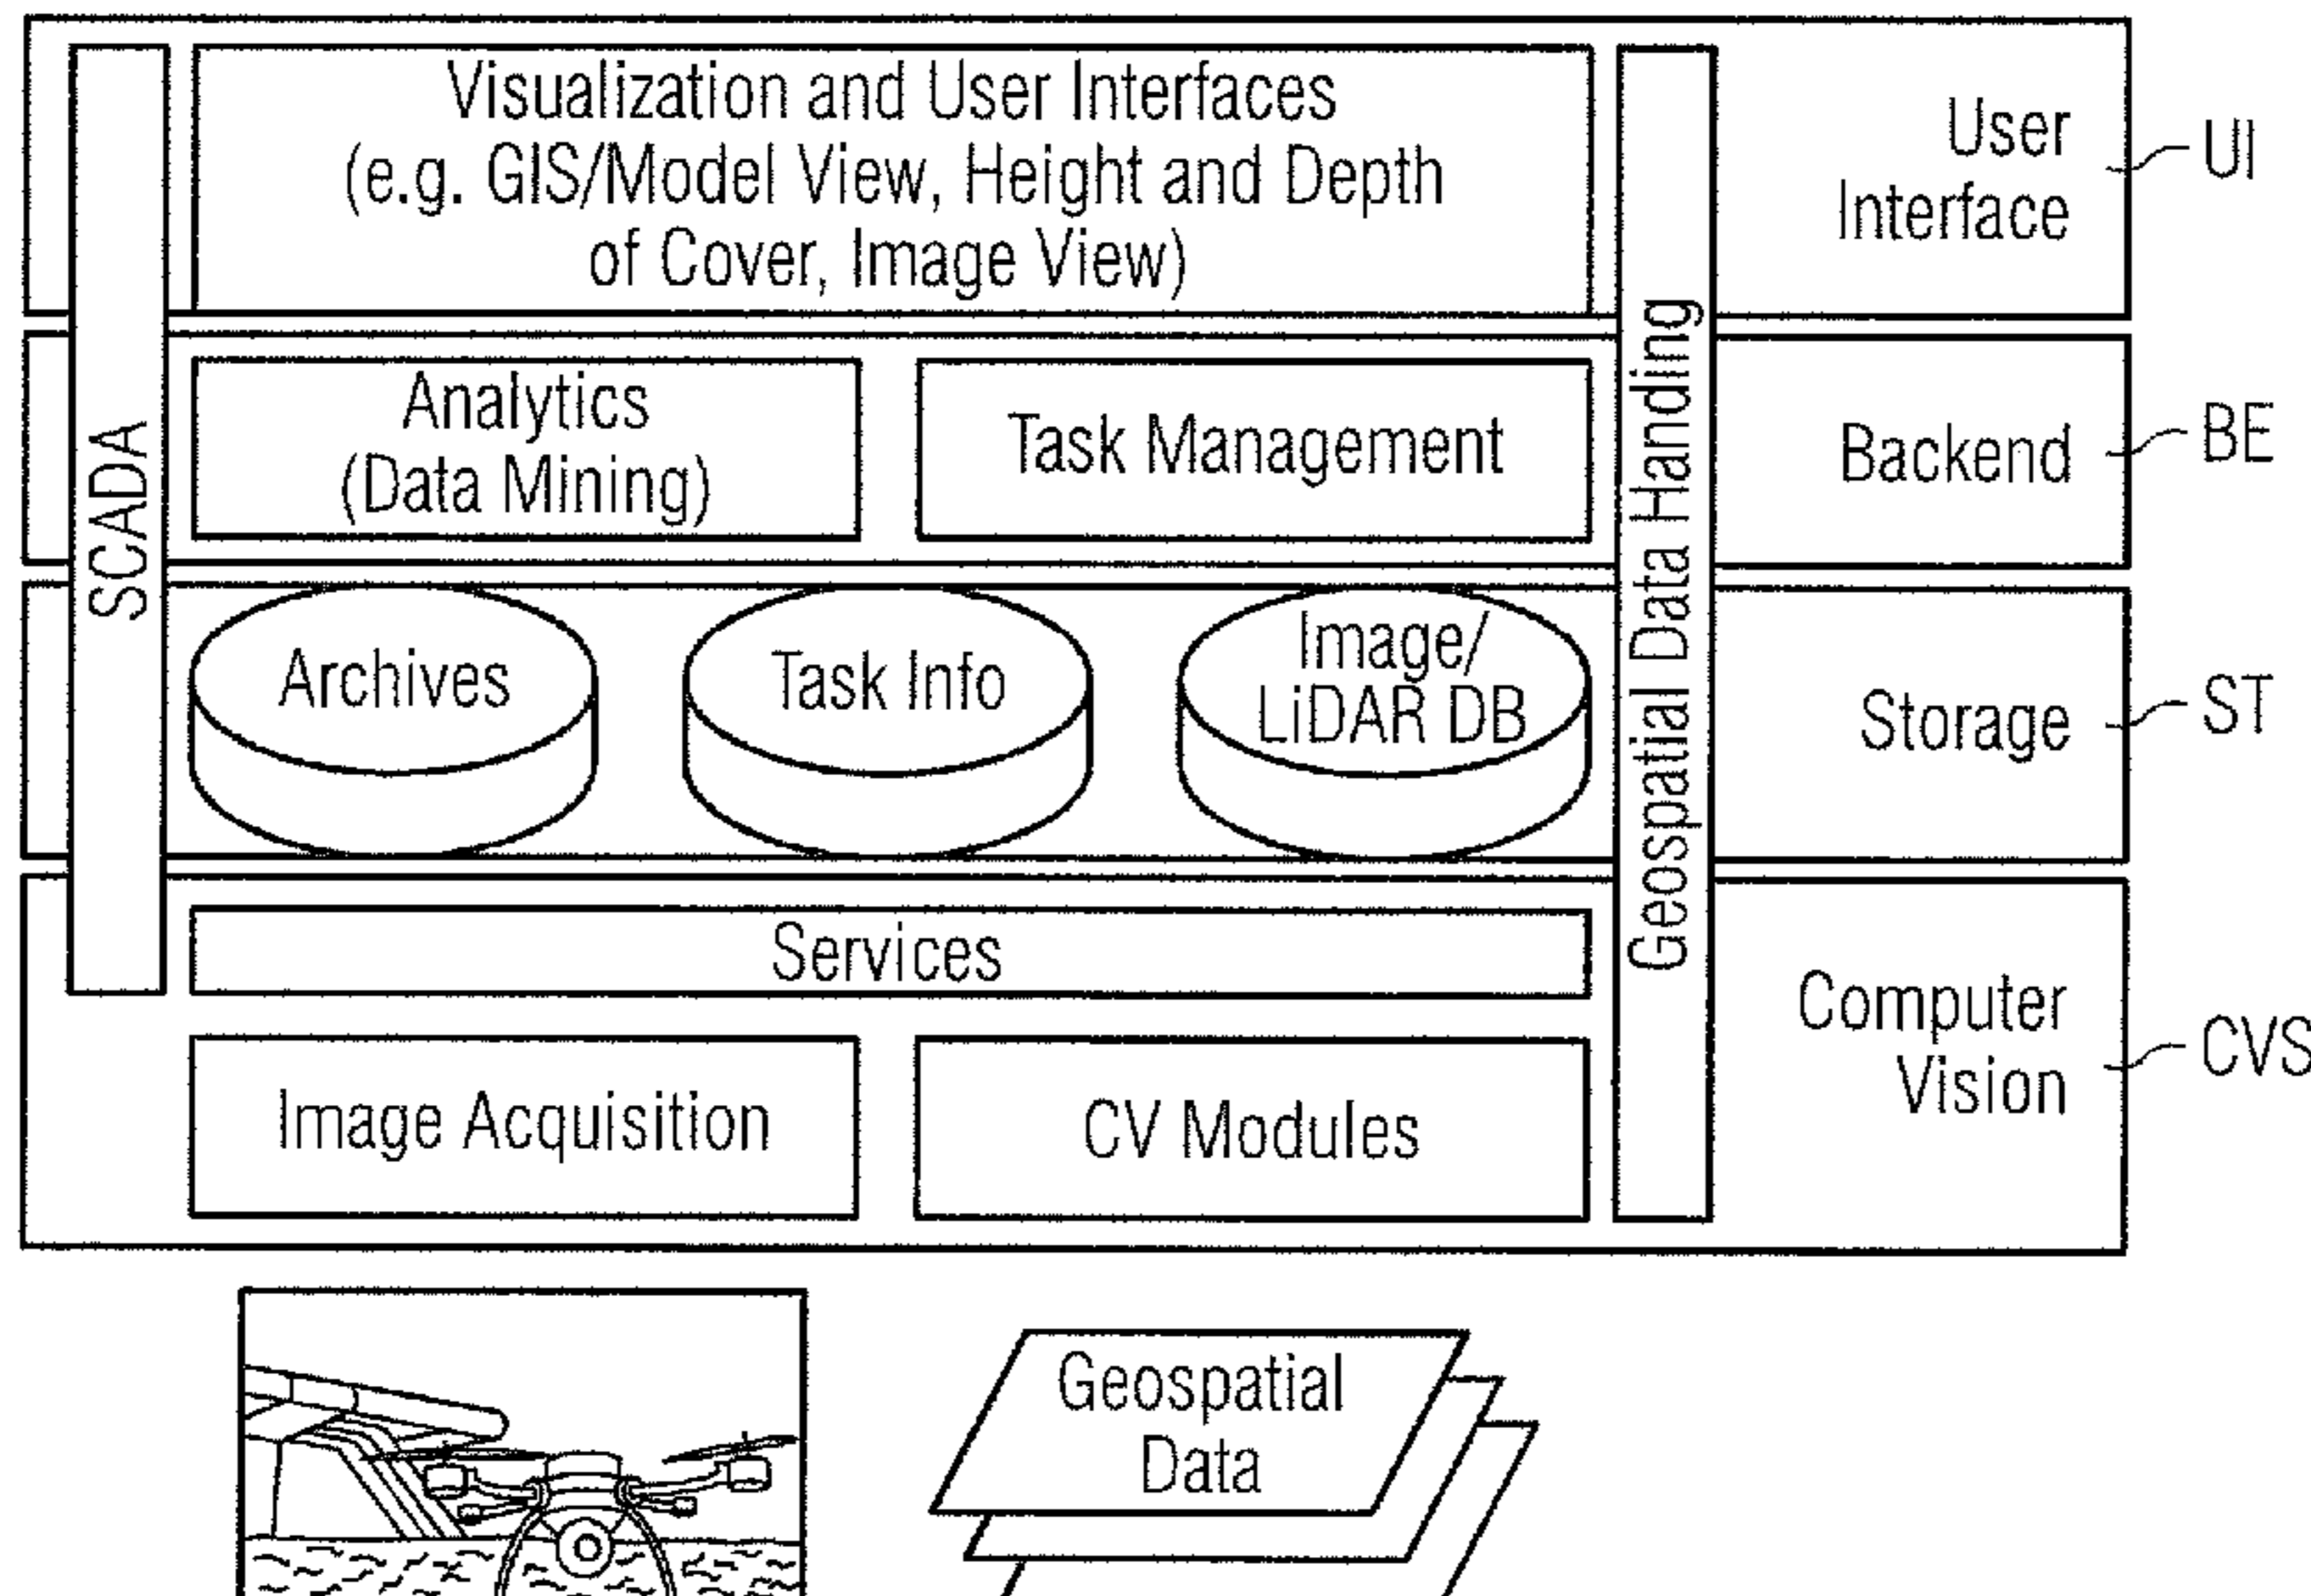 Visualization and User Interfaces
(e.g. GIS/Model View, Height and Depth
of Cover, Image View)
User
Interface
UI
SCADA
Geospatial Data Handing
Analytics
(Data Mining)
Task Management
Backend
BE
Archives
Task Info
Image/
LiDAR DB
Storage
ST
Services
Image Acquisition
CV Modules
Computer
Vision
CVS
Geospatial
Data